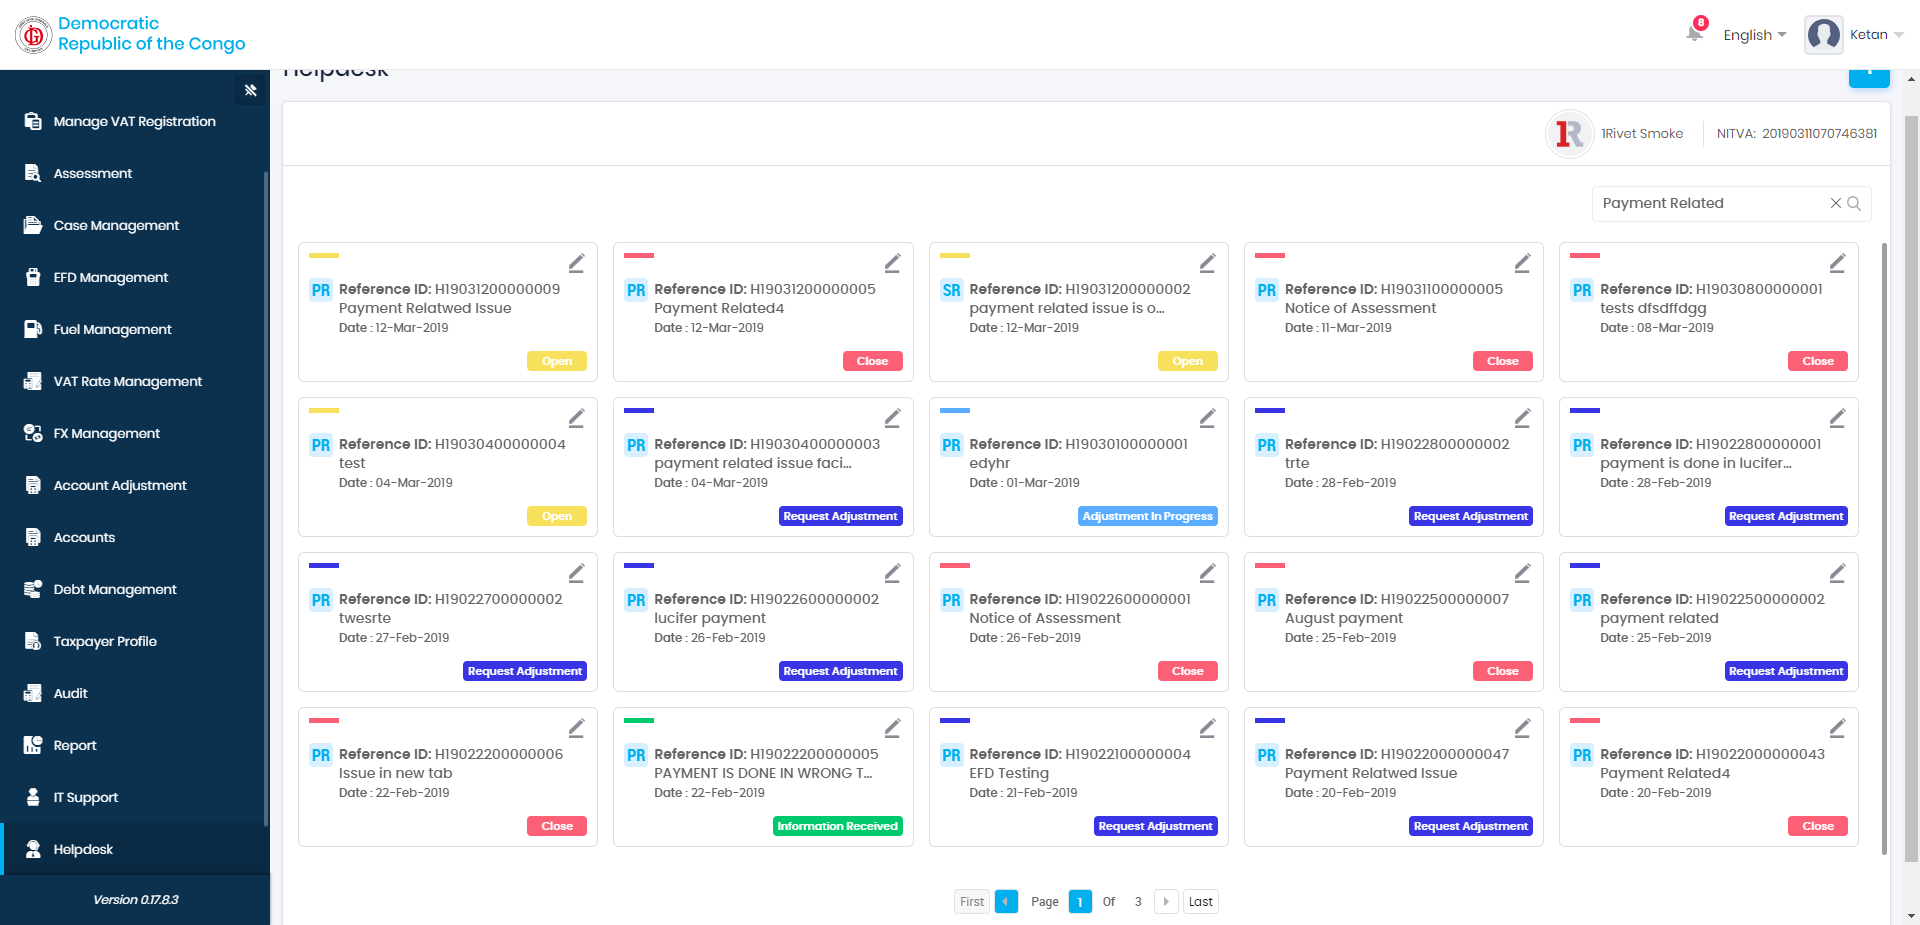 Democratic
Republic of the Congo
8
English
Ketan
Helpdesk
Manage VAT Registration
Assessment
Case Management
EFD Management
Fuel Management
VAT Rate Management
FX Management
Account Adjustment
Accounts
Debt Management
Taxpayer Profile
Audit
Report
IT Support
Helpdesk
Version 0.17.8.3
1R
1Rivet Smoke
NITVA: 20190311070746381
Payment Related
PR
Reference ID: H19031200000009
Payment Relatwed Issue
Date : 12-Mar-2019
Open
PR
Reference ID: H19031200000005
Payment Related4
Date : 12-Mar-2019
Close
SR
Reference ID: H19031200000002
payment related issue is o...
Date : 12-Mar-2019
Open
PR
Reference ID: H19031100000005
Notice of Assessment
Date : 11-Mar-2019
Close
PR
Reference ID: H19030800000001
tests dfsdffdgg
Date : 08-Mar-2019
Close
PR
Reference ID: H19030400000004
test
Date : 04-Mar-2019
Open
PR
Reference ID: H19030400000003
payment related issue faci...
Date : 04-Mar-2019
Request Adjustment
PR
Reference ID: H19030100000001
edyhr
Date : 01-Mar-2019
Adjustment In Progress
PR
Reference ID: H19022800000002
trte
Date : 28-Feb-2019
Request Adjustment
PR
Reference ID: H19022800000001
payment is done in lucifer...
Date : 28-Feb-2019
Request Adjustment
PR
Reference ID: H19022700000002
twesrte
Date : 27-Feb-2019
Request Adjustment
PR
Reference ID: H19022600000002
lucifer payment
Date : 26-Feb-2019
Request Adjustment
PR
Reference ID: H19022600000001
Notice of Assessment
Date : 26-Feb-2019
Close
PR
Reference ID: H19022500000007
August payment
Date : 25-Feb-2019
Close
PR
Reference ID: H19022500000002
payment related
Date : 25-Feb-2019
Request Adjustment
PR
Reference ID: H19022200000006
Issue in new tab
Date : 22-Feb-2019
Close
PR
Reference ID: H19022200000005
PAYMENT IS DONE IN WRONG T...
Date : 22-Feb-2019
Information Received
PR
Reference ID: H19022100000004
EFD Testing
Date : 21-Feb-2019
Request Adjustment
PR
Reference ID: H19022000000047
Payment Relatwed Issue
Date : 20-Feb-2019
Request Adjustment
PR
Reference ID: H19022000000043
Payment Related4
Date : 20-Feb-2019
Close
First Page 1 Of 3 Last